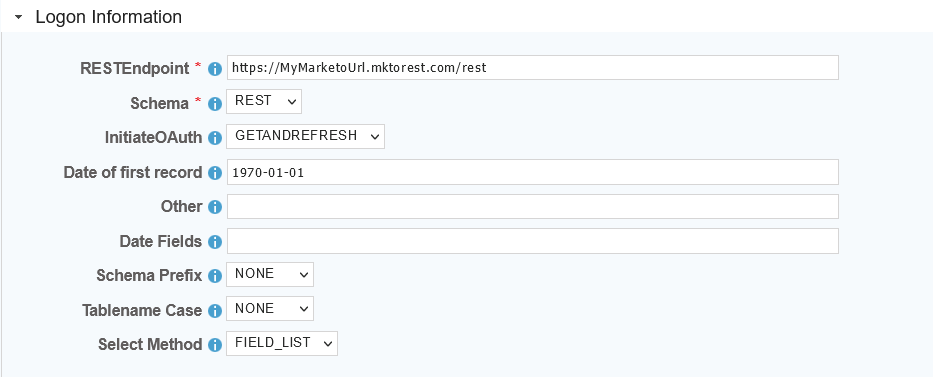 Logon Information
RESTEndpoint * https://MyMarketoUrl.mktorest.com/rest
Schema * REST
InitiateOAuth GETANDREFRESH
Date of first record 1970-01-01
Other
Date Fields
Schema Prefix NONE
Tablename Case NONE
Select Method FIELD_LIST